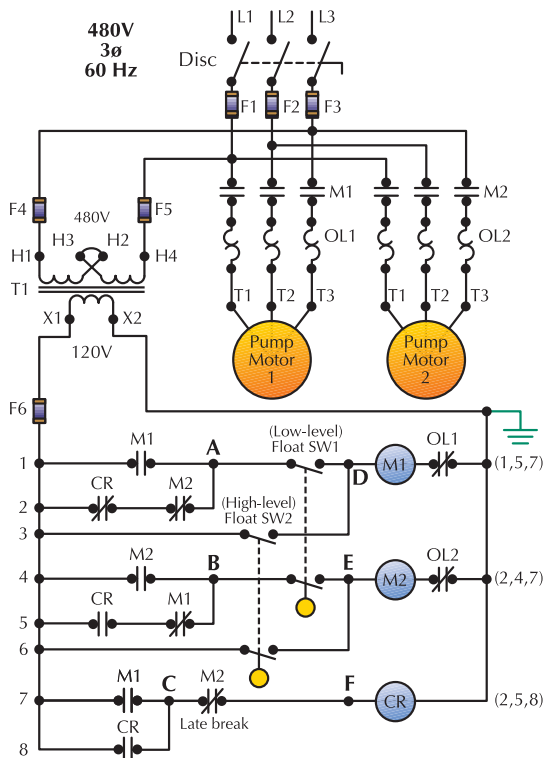 L1 L2 L3
480V
3ø
60 Hz
Disc
F1 F2 F3
M1 M2
F4 480V F5
H3 H2
H1 H4
OL1 OL2
T1
T1 T2 T3 T1 T2 T3
X1 X2
120V
Pump
Motor
1
Pump
Motor
2
F6
(Low-level)
Float SW1
1 M1 A D M1 OL1 (1,5,7)
2 CR M2
(High-level)
Float SW2
3
4 M2 B E M2 OL2 (2,4,7)
5 CR M1
6
7 M1 C M2 F CR (2,5,8)
Late break
8 CR